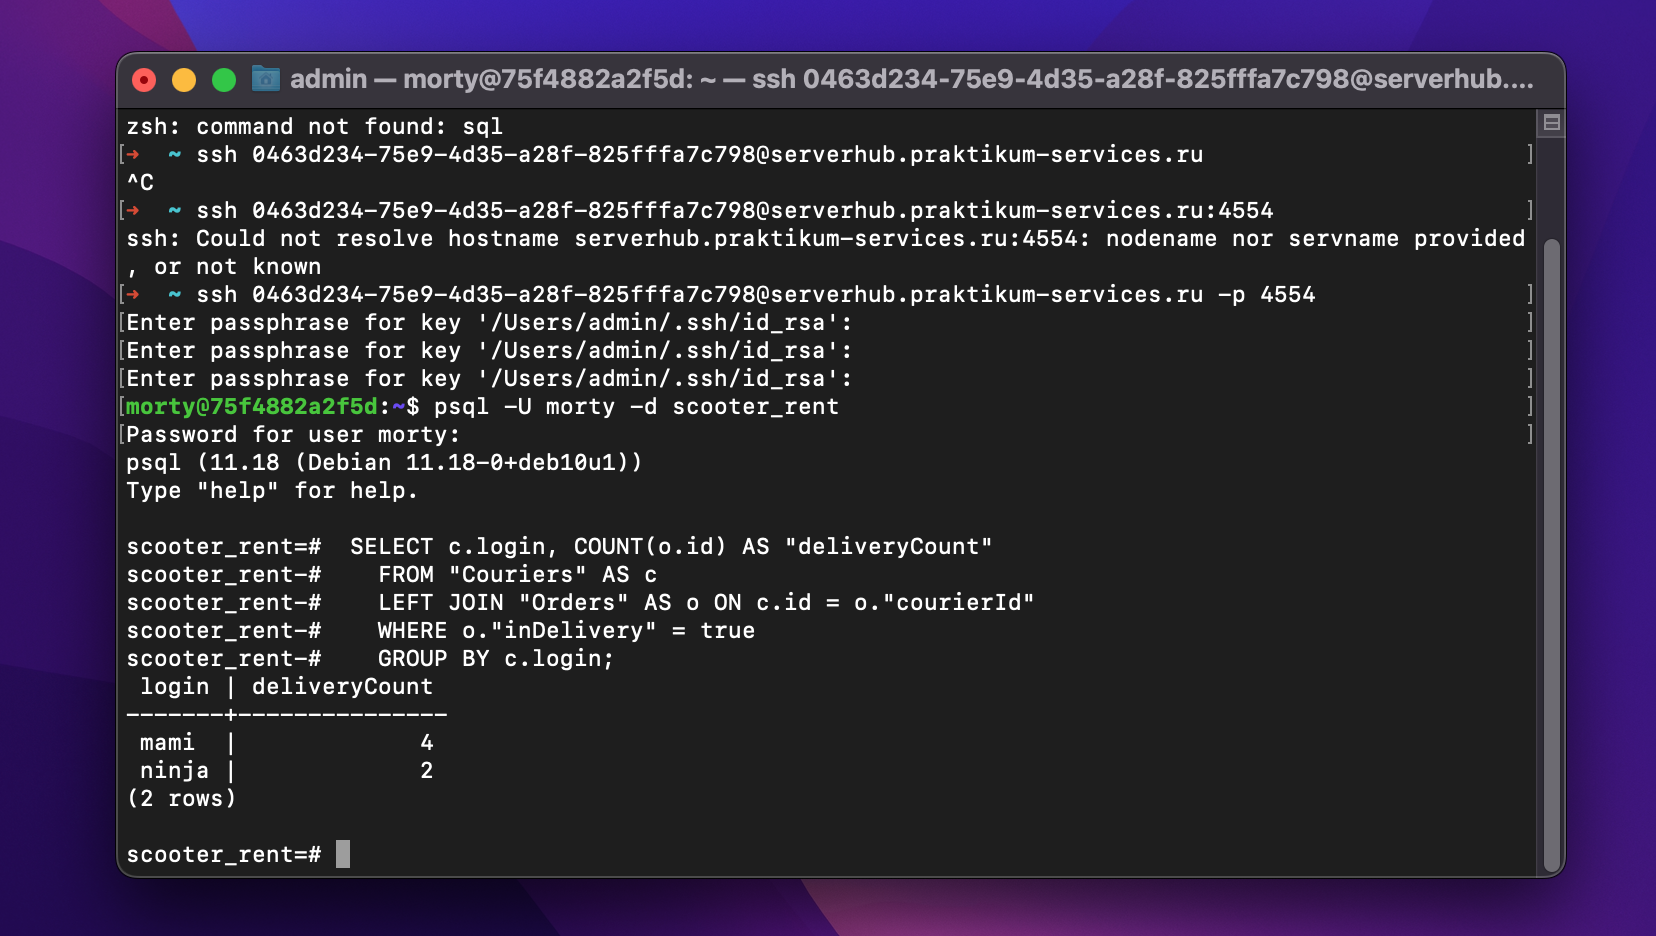 admin — morty@75f4882a2f5d: ~ — ssh 0463d234-75e9-4d35-a28f-825fffa7c798@serverhub....
zsh: command not found: sql
[➜  ~ ssh 0463d234-75e9-4d35-a28f-825fffa7c798@serverhub.praktikum-services.ru ]
^C
[➜  ~ ssh 0463d234-75e9-4d35-a28f-825fffa7c798@serverhub.praktikum-services.ru:4554 ]
ssh: Could not resolve hostname serverhub.praktikum-services.ru:4554: nodename nor servname provided
, or not known
[➜  ~ ssh 0463d234-75e9-4d35-a28f-825fffa7c798@serverhub.praktikum-services.ru -p 4554 ]
[Enter passphrase for key '/Users/admin/.ssh/id_rsa': ]
[Enter passphrase for key '/Users/admin/.ssh/id_rsa': ]
[Enter passphrase for key '/Users/admin/.ssh/id_rsa': ]
[morty@75f4882a2f5d:~$ psql -U morty -d scooter_rent ]
[Password for user morty: ]
psql (11.18 (Debian 11.18-0+deb10u1))
Type "help" for help.
scooter_rent=#  SELECT c.login, COUNT(o.id) AS "deliveryCount"
scooter_rent-#    FROM "Couriers" AS c
scooter_rent-#    LEFT JOIN "Orders" AS o ON c.id = o."courierId"
scooter_rent-#    WHERE o."inDelivery" = true
scooter_rent-#    GROUP BY c.login;
 login | deliveryCount
-------+---------------
 mami  |             4
 ninja |             2
(2 rows)
scooter_rent=#